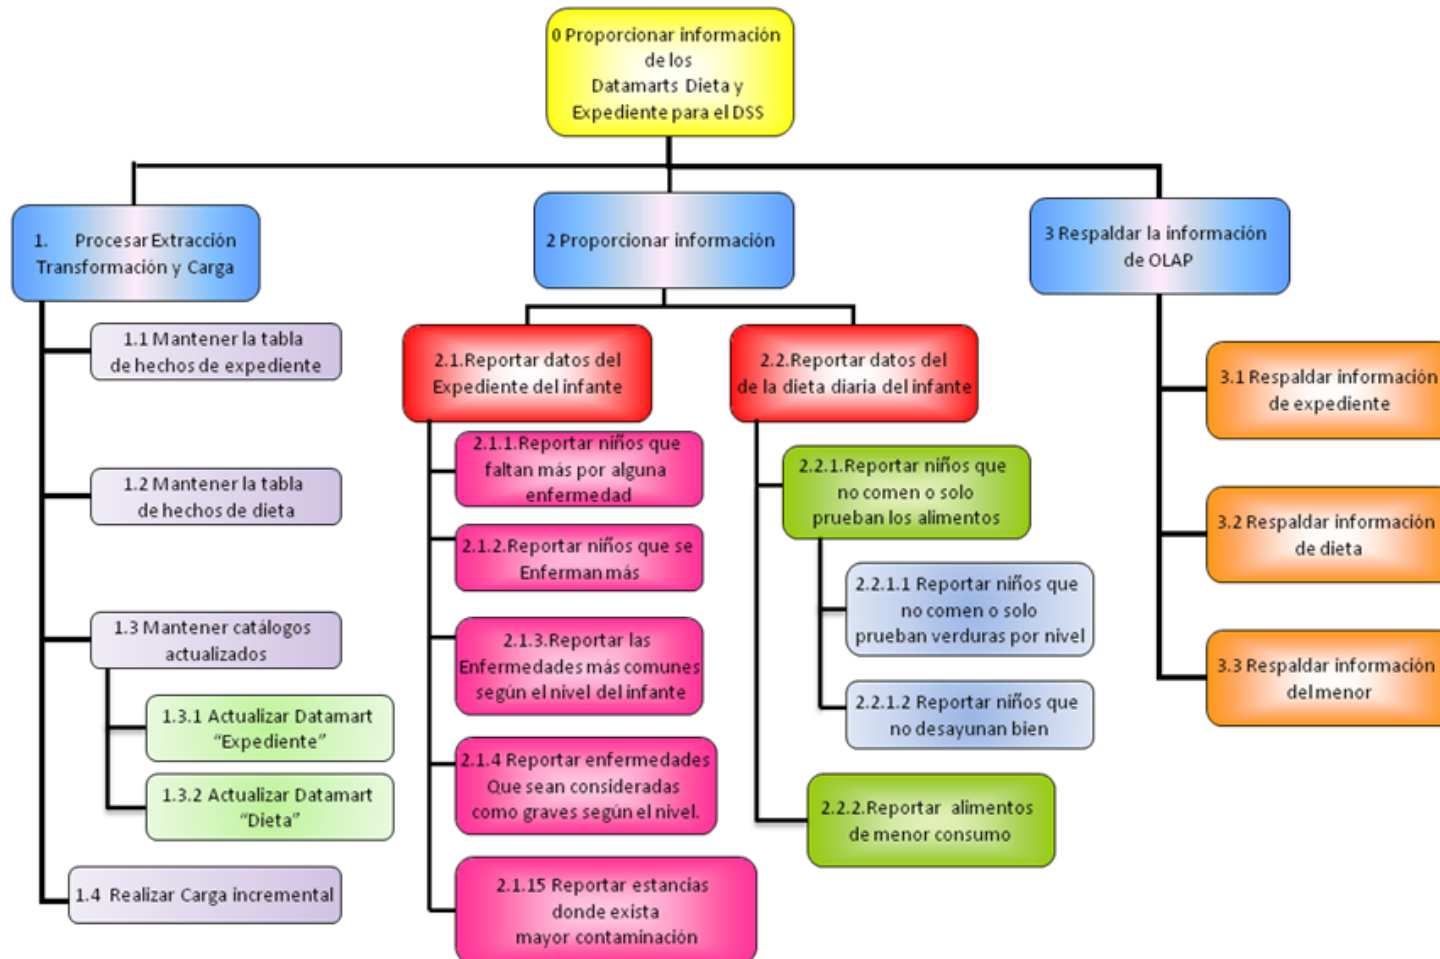 0 Proporcionar información
de los
Datamarts Dieta y
Expediente para el DSS
1. Procesar Extracción
Transformación y Carga
2 Proporcionar información
3 Respaldar la información
de OLAP
1.1 Mantener la tabla
de hechos de expediente
1.2 Mantener la tabla
de hechos de dieta
1.3 Mantener catálogos
actualizados
1.3.1 Actualizar Datamart
“Expediente”
1.3.2 Actualizar Datamart
“Dieta”
1.4 Realizar Carga incremental
2.1.Reportar datos del
Expediente del infante
2.1.1.Reportar niños que
faltan más por alguna
enfermedad
2.1.2.Reportar niños que se
Enferman más
2.1.3.Reportar las
Enfermedades más comunes
según el nivel del infante
2.1.4 Reportar enfermedades
Que sean consideradas
como graves según el nivel.
2.1.15 Reportar estancias
donde exista
mayor contaminación
2.2.Reportar datos del
de la dieta diaria del infante
2.2.1.Reportar niños que
no comen o solo
prueban los alimentos
2.2.1.1 Reportar niños que
no comen o solo
prueban verduras por nivel
2.2.1.2 Reportar niños que
no desayunan bien
2.2.2.Reportar alimentos
de menor consumo
3.1 Respaldar información
de expediente
3.2 Respaldar información
de dieta
3.3 Respaldar información
del menor